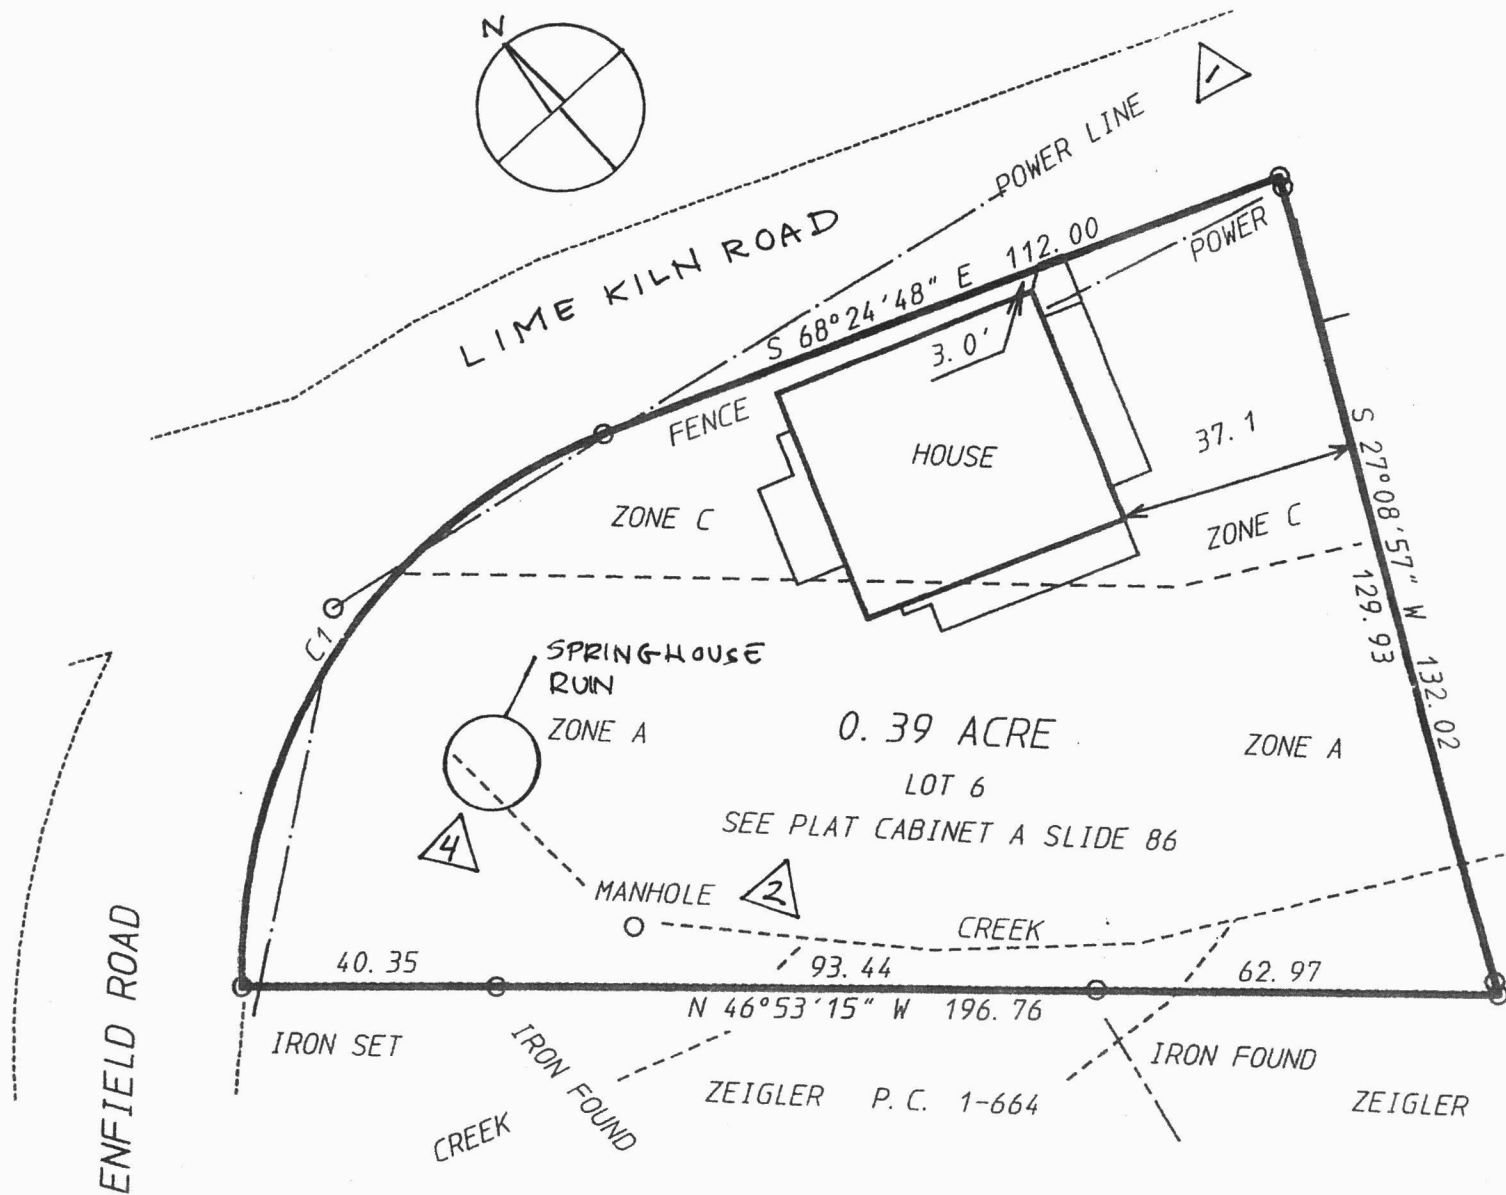 N
1
POWER LINE
LIME KILN ROAD
POWER
S 68°24'48" E 112.00
3.0'
FENCE
HOUSE
37.1
S 27°08'57" W 132.02
129.93
ZONE C
ZONE C
C1
SPRINGHOUSE
RUIN
ZONE A
0.39 ACRE
ZONE A
LOT 6
SEE PLAT CABINET A SLIDE 86
4
MANHOLE
2
CREEK
40.35
93.44
62.97
N 46°53'15" W 196.76
ENFIELD ROAD
IRON SET
IRON FOUND
IRON FOUND
ZEIGLER P.C. 1-664
ZEIGLER
CREEK